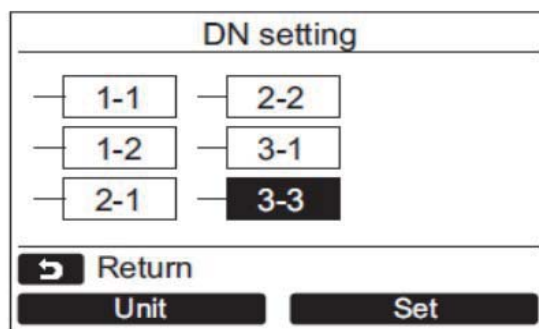 DN setting
1-1 2-2
1-2 3-1
2-1 3-3
Return
Unit Set